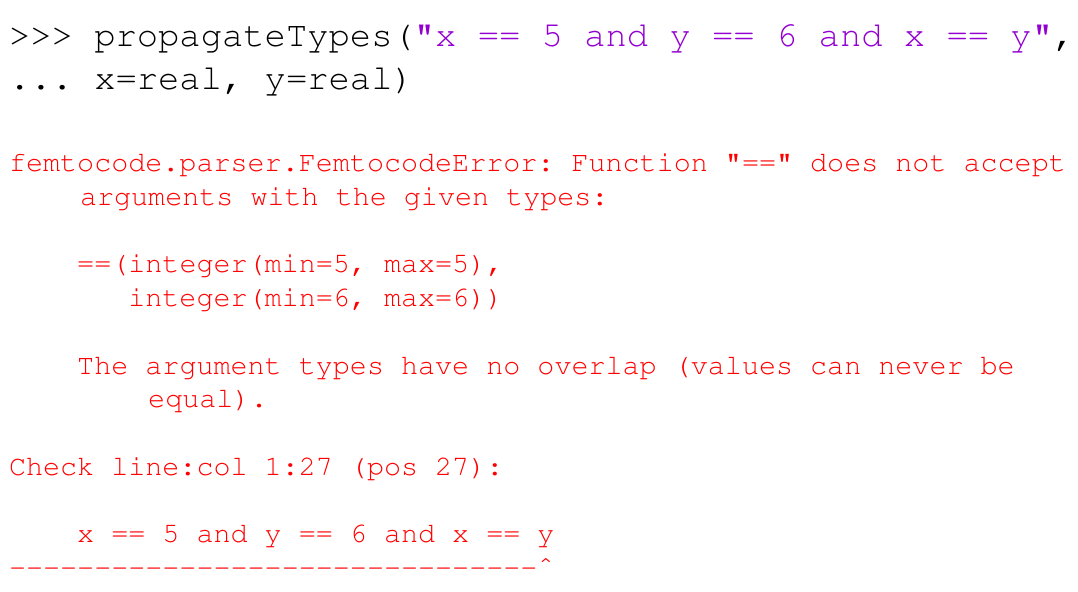 >>> propagateTypes("x == 5 and y == 6 and x == y",
... x=real, y=real)
femtocode.parser.FemtocodeError: Function "==" does not accept
arguments with the given types:
==(integer(min=5, max=5),
integer(min=6, max=6))
The argument types have no overlap (values can never be
equal).
Check line:col 1:27 (pos 27):
x == 5 and y == 6 and x == y
-------------------------------^